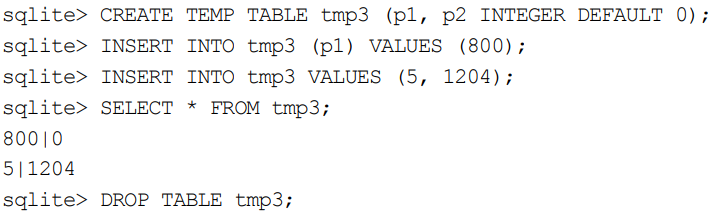 sqlite> CREATE TEMP TABLE tmp3 (p1, p2 INTEGER DEFAULT 0);
sqlite> INSERT INTO tmp3 (p1) VALUES (800);
sqlite> INSERT INTO tmp3 VALUES (5, 1204);
sqlite> SELECT * FROM tmp3;
800|0
5|1204
sqlite> DROP TABLE tmp3;